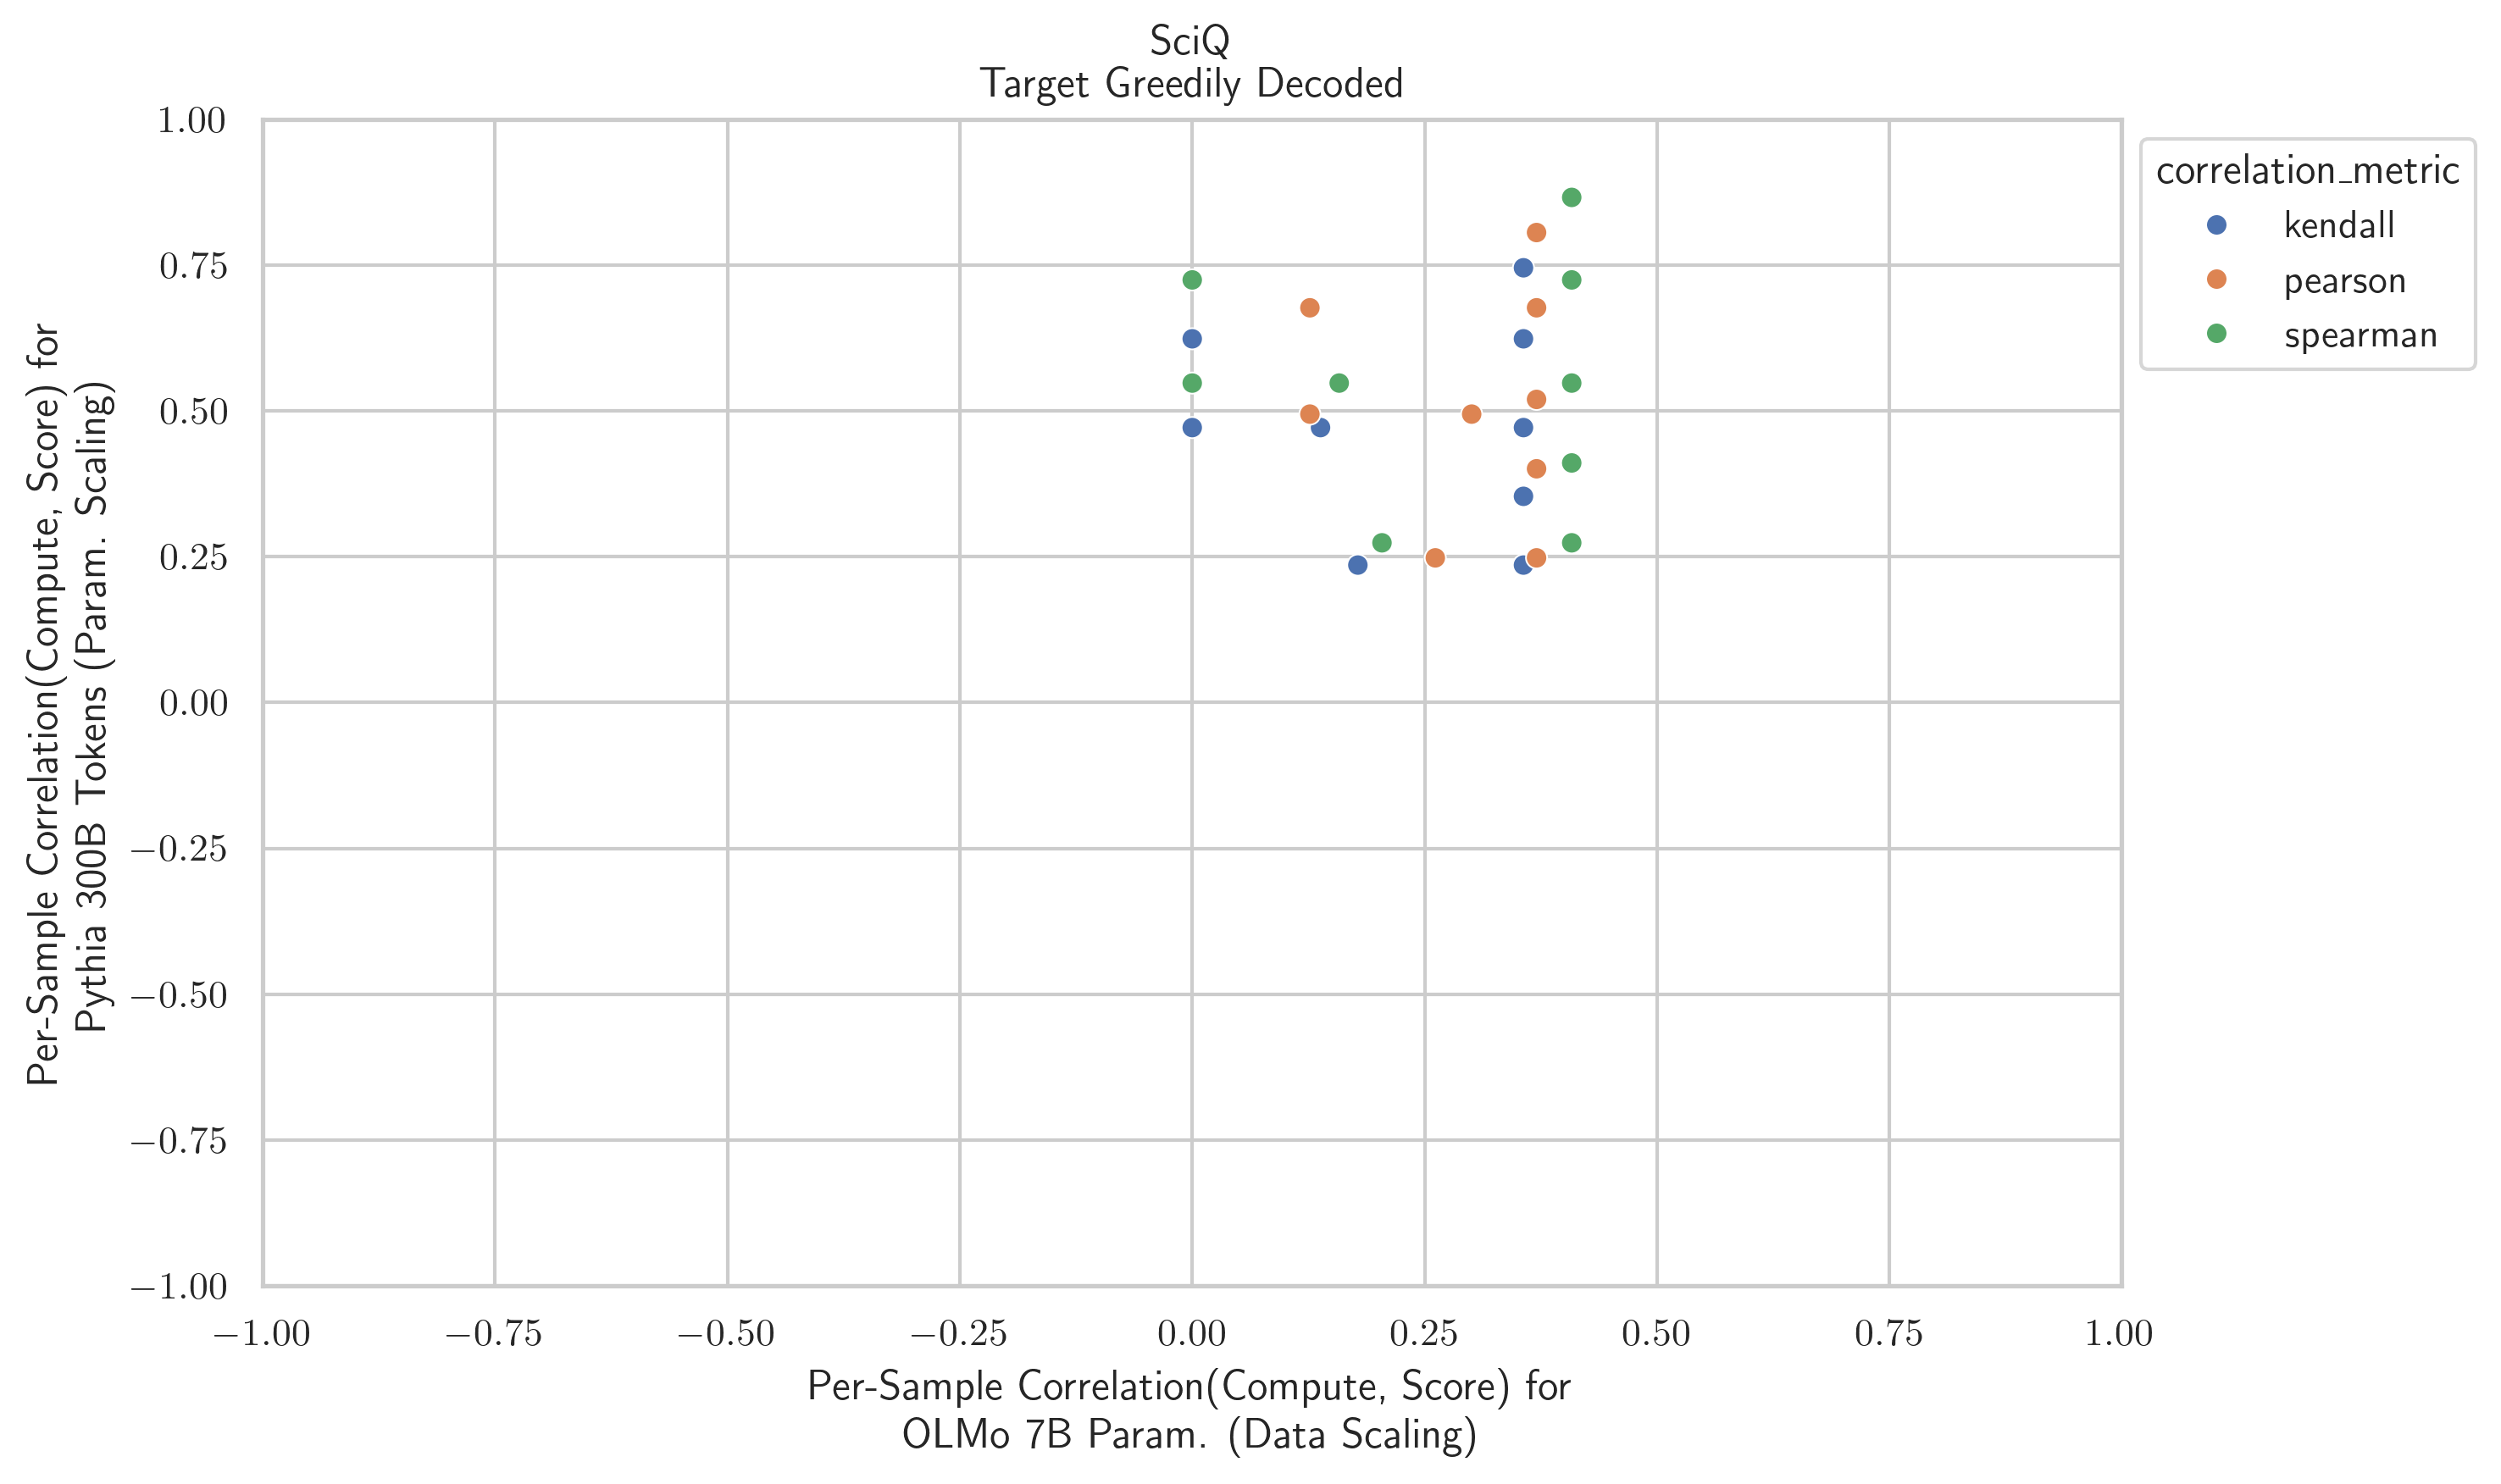 SciQ
Target Greedily Decoded
1.00
0.75
0.50
0.25
0.00
−0.25
−0.50
−0.75
−1.00
Per-Sample Correlation(Compute, Score) for
Pythia 300B Tokens (Param. Scaling)
correlation_metric
kendall
pearson
spearman
−1.00 −0.75 −0.50 −0.25 0.00 0.25 0.50 0.75 1.00
Per-Sample Correlation(Compute, Score) for
OLMo 7B Param. (Data Scaling)